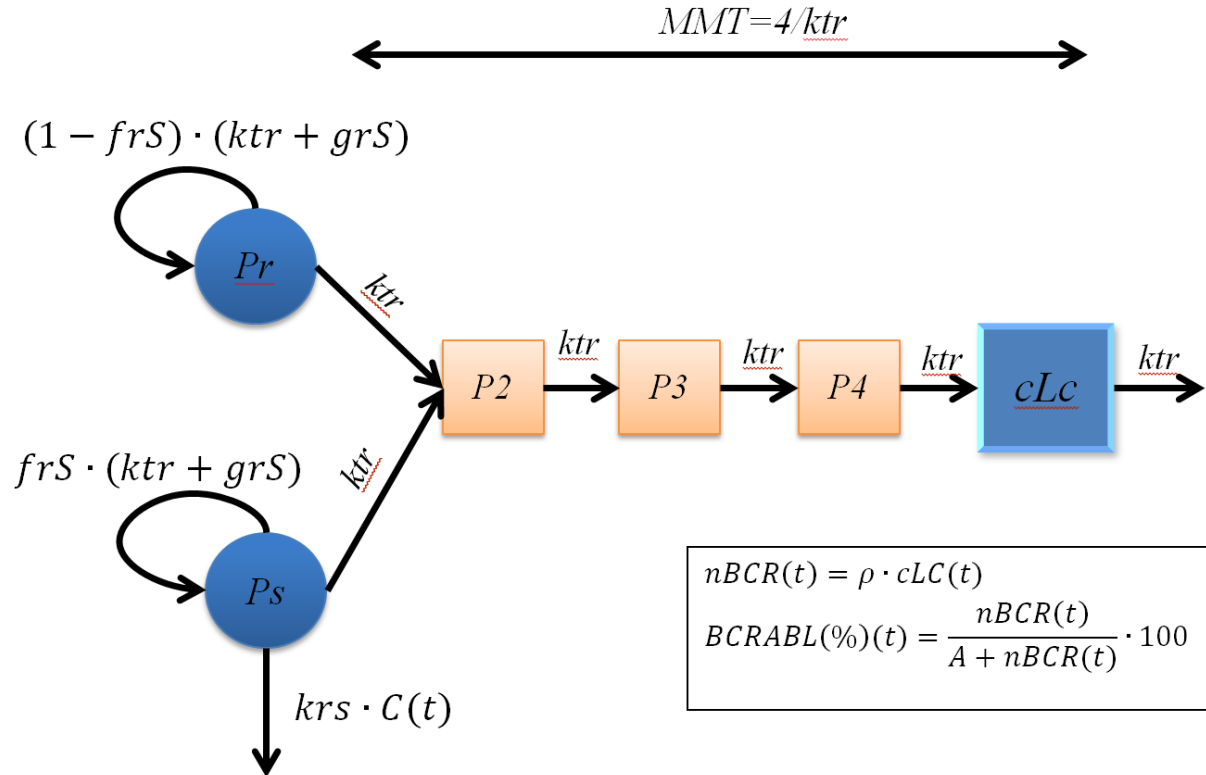 MMT=4/ktr
(1 − frS) · (ktr + grS)
Pr
ktr
frS · (ktr + grS)
ktr
Ps
krs · C(t)
P2
ktr
P3
ktr
P4
ktr
cLc
ktr
nBCR(t) = ρ · cLC(t)
BCRABL(%)(t) = nBCR(t) / A + nBCR(t) · 100